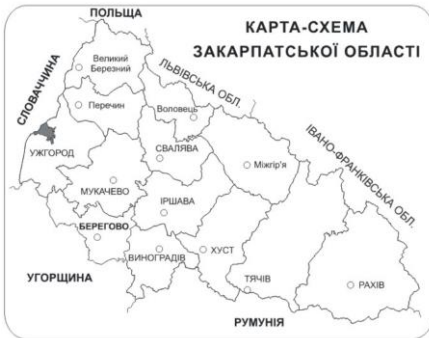 ПОЛЬЩА
КАРТА-СХЕМА
ЗАКАРПАТСЬКОЇ ОБЛАСТІ
СЛОВАЧЧИНА
Великий
Березний
ЛЬВІВСЬКА ОБЛ.
Перечин
Воловець
УЖГОРОД
СВАЛЯВА
Міжгір'я
ІВАНО-ФРАНКІВСЬКА ОБЛ.
МУКАЧЕВО
ІРШАВА
БЕРЕГОВО
ВИНОГРАДІВ
ХУСТ
УГОРЩИНА
ТЯЧІВ
РАХІВ
РУМУНІЯ